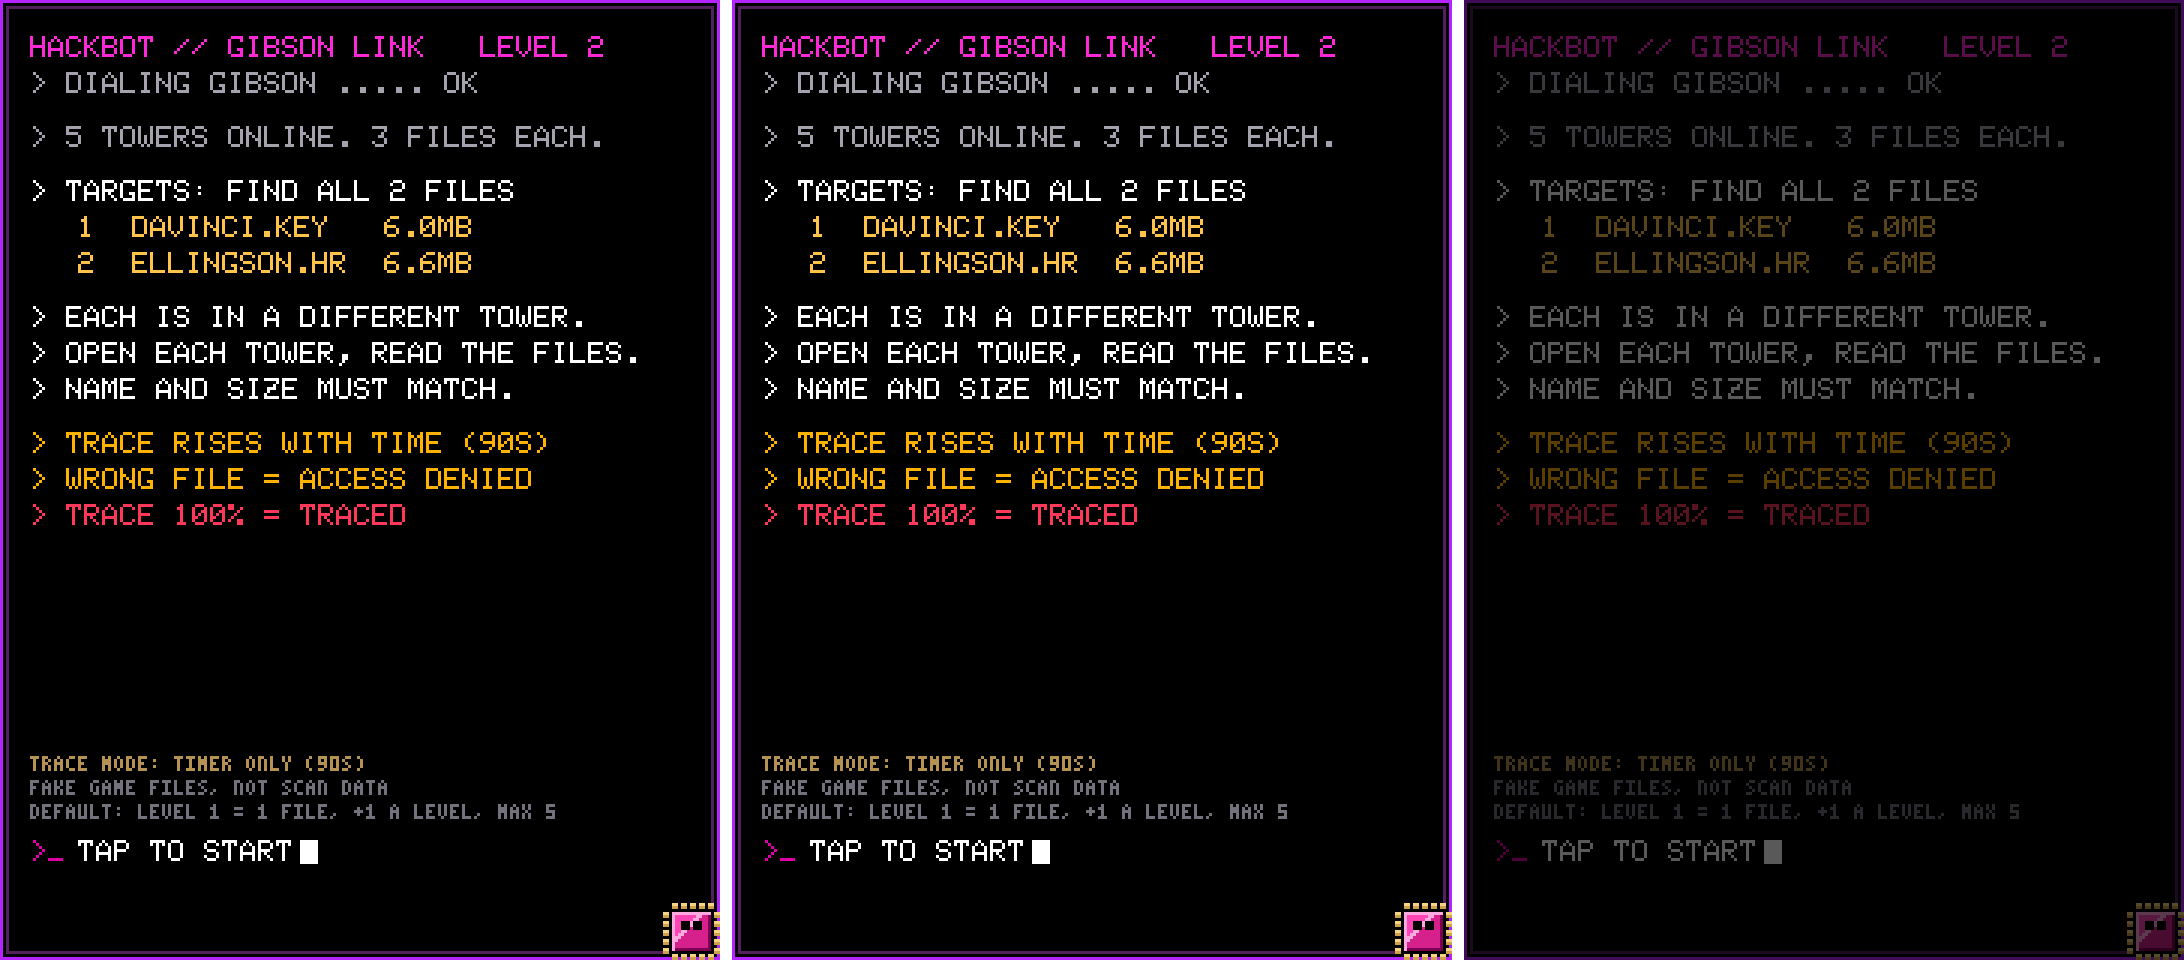 HACKBOT // GIBSON LINK   LEVEL 2
> DIALING GIBSON ..... OK
> 5 TOWERS ONLINE. 3 FILES EACH.
> TARGETS: FIND ALL 2 FILES
1  DAVINCI.KEY   6.0MB
2  ELLINGSON.HR  6.6MB
> EACH IS IN A DIFFERENT TOWER.
> OPEN EACH TOWER, READ THE FILES.
> NAME AND SIZE MUST MATCH.
> TRACE RISES WITH TIME (90S)
> WRONG FILE = ACCESS DENIED
> TRACE 100% = TRACED
TRACE MODE: TIMER ONLY (90S)
FAKE GAME FILES, NOT SCAN DATA
DEFAULT: LEVEL 1 = 1 FILE, +1 A LEVEL, MAX 5
>_ TAP TO START
HACKBOT // GIBSON LINK   LEVEL 2
> DIALING GIBSON ..... OK
> 5 TOWERS ONLINE. 3 FILES EACH.
> TARGETS: FIND ALL 2 FILES
1  DAVINCI.KEY   6.0MB
2  ELLINGSON.HR  6.6MB
> EACH IS IN A DIFFERENT TOWER.
> OPEN EACH TOWER, READ THE FILES.
> NAME AND SIZE MUST MATCH.
> TRACE RISES WITH TIME (90S)
> WRONG FILE = ACCESS DENIED
> TRACE 100% = TRACED
TRACE MODE: TIMER ONLY (90S)
FAKE GAME FILES, NOT SCAN DATA
DEFAULT: LEVEL 1 = 1 FILE, +1 A LEVEL, MAX 5
>_ TAP TO START
HACKBOT // GIBSON LINK   LEVEL 2
> DIALING GIBSON ..... OK
> 5 TOWERS ONLINE. 3 FILES EACH.
> TARGETS: FIND ALL 2 FILES
1  DAVINCI.KEY   6.0MB
2  ELLINGSON.HR  6.6MB
> EACH IS IN A DIFFERENT TOWER.
> OPEN EACH TOWER, READ THE FILES.
> NAME AND SIZE MUST MATCH.
> TRACE RISES WITH TIME (90S)
> WRONG FILE = ACCESS DENIED
> TRACE 100% = TRACED
TRACE MODE: TIMER ONLY (90S)
FAKE GAME FILES, NOT SCAN DATA
DEFAULT: LEVEL 1 = 1 FILE, +1 A LEVEL, MAX 5
>_ TAP TO START